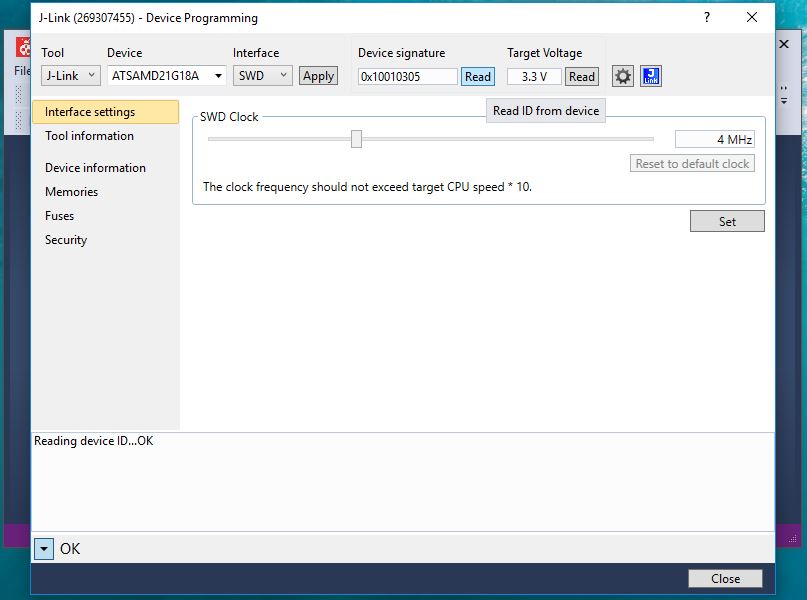 J-Link (269307455) - Device Programming
?
File
Tool Device Interface Device signature Target Voltage
J-Link ATSAMD21G18A SWD Apply 0x10010305 Read 3.3 V Read J LINK
Read ID from device
Interface settings
Tool information
Device information
Memories
Fuses
Security
SWD Clock
4 MHz
Reset to default clock
The clock frequency should not exceed target CPU speed * 10.
Set
Reading device ID...OK
OK
Close